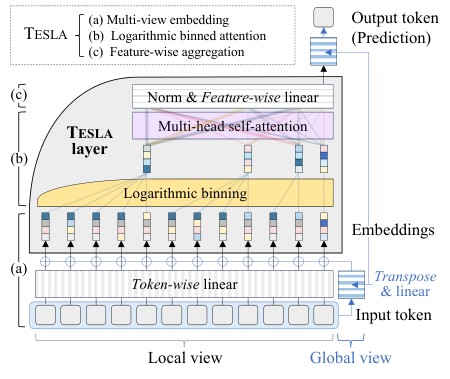 TESLA
(a) Multi-view embedding
(b) Logarithmic binned attention
(c) Feature-wise aggregation
Output token
(Prediction)
(c)
Norm & Feature-wise linear
TESLA
layer
Multi-head self-attention
(b)
Logarithmic binning
Embeddings
(a)
Token-wise linear
Transpose
& linear
Input token
Local view
Global view